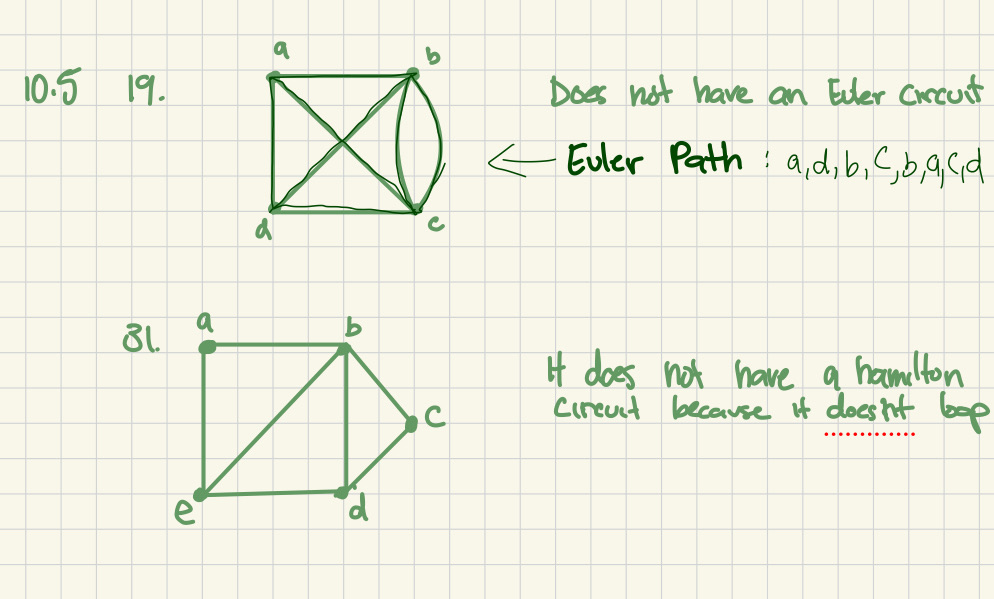 10.5 19.
a
b
Does not have an Euler circuit
← Euler Path : a,d,b,c,b,a,c,d
d
c
31.
a
b
It does not have a hamilton
Circuit because it doesn't loop
c
e
d